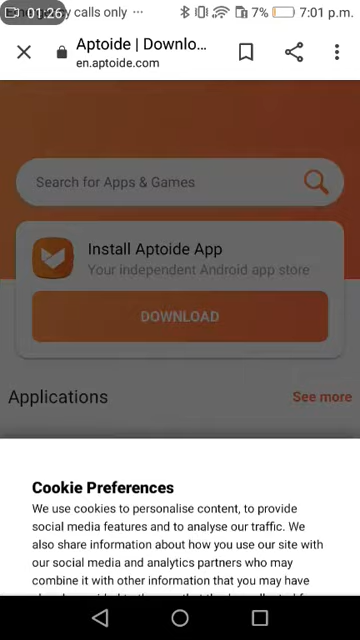 01:26 calls only ... 7% 7:01 p.m.
Aptoide | Downlo...
en.aptoide.com
Search for Apps & Games
Install Aptoide App
Your independent Android app store
DOWNLOAD
Applications
See more
Cookie Preferences
We use cookies to personalise content, to provide
social media features and to analyse our traffic. We
also share information about how you use our site with
our social media and analytics partners who may
combine it with other information that you may have